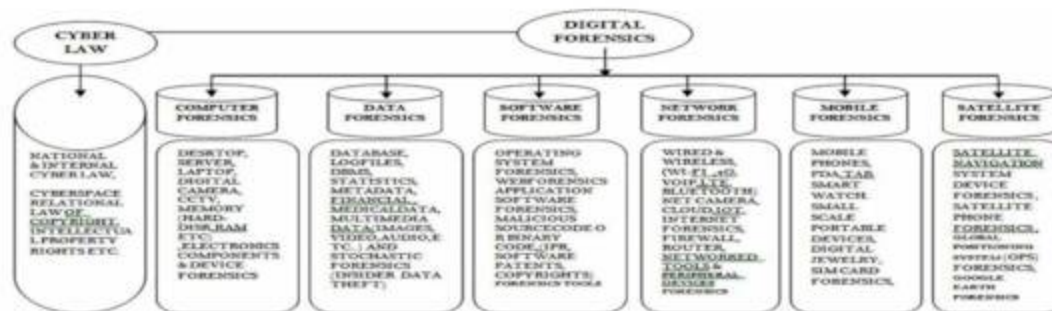 CYBER
LAW
DIGITAL
FORENSICS
COMPUTER
FORENSICS
DATA
FORENSICS
SOFTWARE
FORENSICS
NETWORK
FORENSICS
MOBILE
FORENSICS
SATELLITE
FORENSICS
NATIONAL
& INTERNAL
CYBER LAW,
CYBERSPACE
RELATIONAL
LAW OF
COPYRIGHT,
INTELLECTUA
L PROPERTY
RIGHTS ETC.
DESKTOP,
SERVER,
LAPTOP,
DIGITAL
CAMERA,
CCTV,
MEMORY
(HARD-
DISK,RAM
ETC)
,ELECTRONICS
COMPONENTS
& DEVICE
FORENSICS
DATABASE,
LOGFILES,
DBMS,
STATISTICS,
METADATA,
FINANCIAL,
MEDICALDATA,
MULTIMEDIA
DATA(IMAGES,
VIDEO,AUDIO,E
TC..) AND
STOCHASTIC
FORENSICS
(INSIDER DATA
THEFT)
OPERATING
SYSTEM
FORENSICS,
WEBFORENSICS
APPLICATION
SOFTWARE
FORENSICS,
MALICIOUS
SOURCECODE O
R BINARY
CODE, (IPR,
SOFTWARE
PATENTS,
COPYRIGHTS)
FORENSICS TOOLS
WIRED &
WIRELESS,
(WI-FI ,4G,
VOIP,LTE,
BLUETOOTH)
NET CAMERA,
CLOUD,IOT,
INTERNET
FORENSICS,
FIREWALL,
ROUTER,
NETWORKED
TOOLS &
PERIPHERAL
DEVICES
FORENSICS
MOBILE
PHONES,
PDA,TAB
SMART
WATCH,
SMALL
SCALE
PORTABLE
DEVICES,
DIGITAL
JEWELRY,
SIM CARD
FORENSICS,
SATELLITE
NAVIGATION
SYSTEM
DEVICE
FORENSICS,
SATELLITE
PHONE
FORENSICS,
GLOBAL
POSITIONING
SYSTEM (GPS)
FORENSICS,
GOOGLE
EARTH
FORENSICS